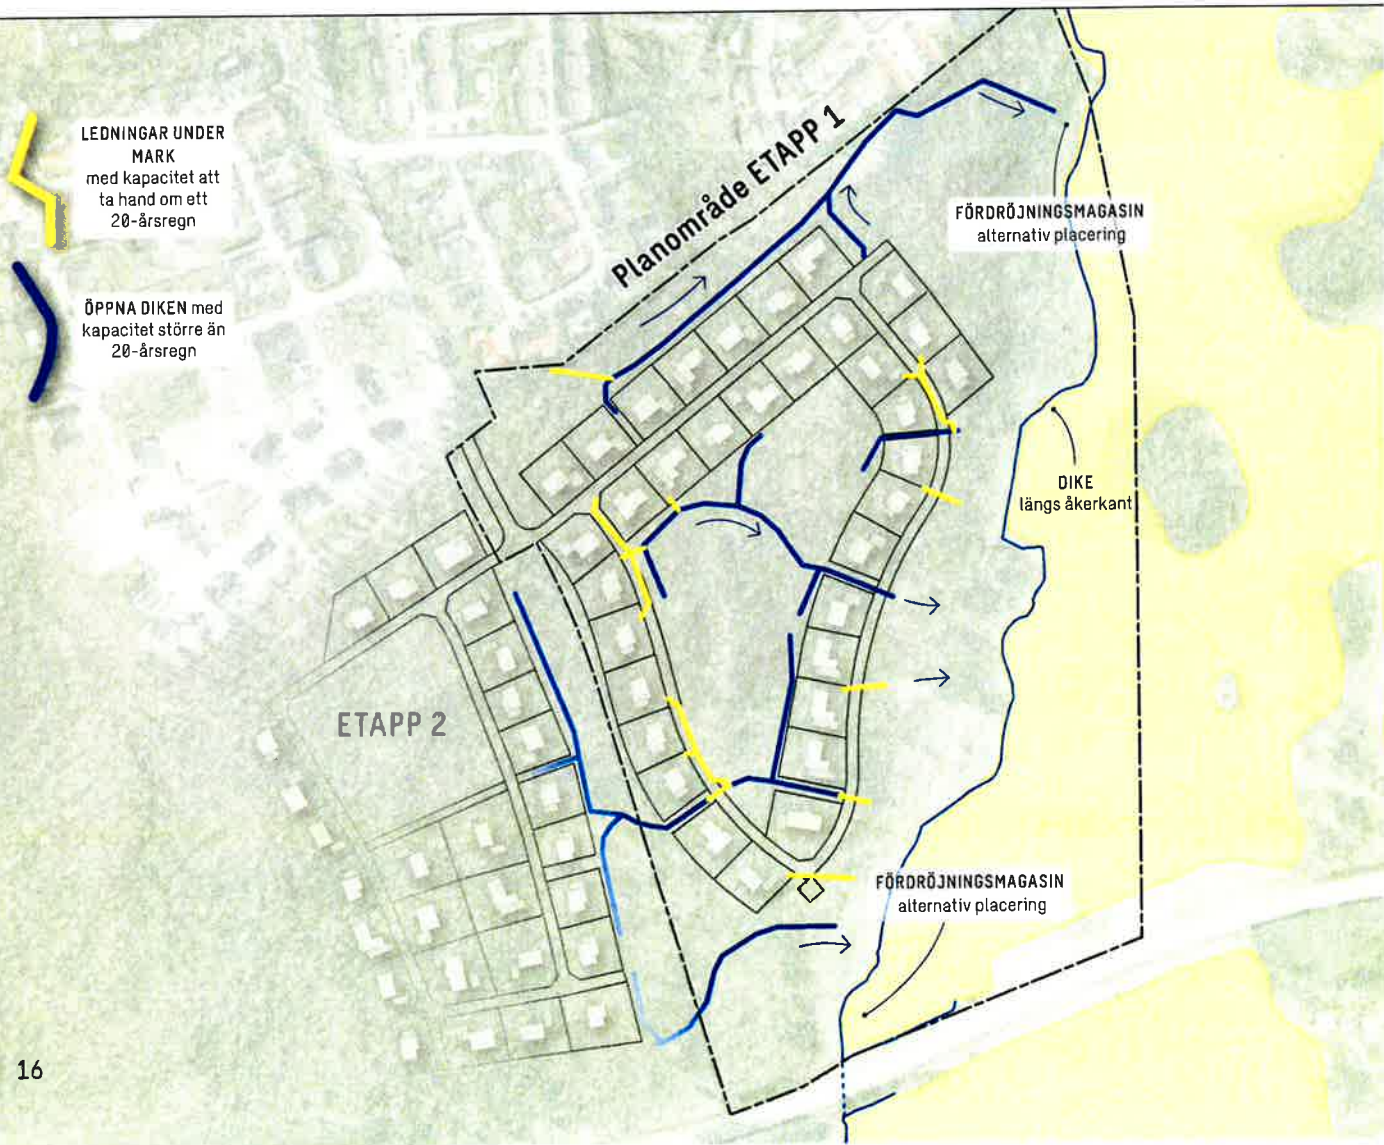 LEDNINGAR UNDER
MARK
med kapacitet att
ta hand om ett
20-årsregn
ÖPPNA DIKEN med
kapacitet större än
20-årsregn
Planområde ETAPP 1
FÖRDRÖJNINGSMAGASIN
alternativ placering
DIKE
längs åkerkant
ETAPP 2
FÖRDRÖJNINGSMAGASIN
alternativ placering
16